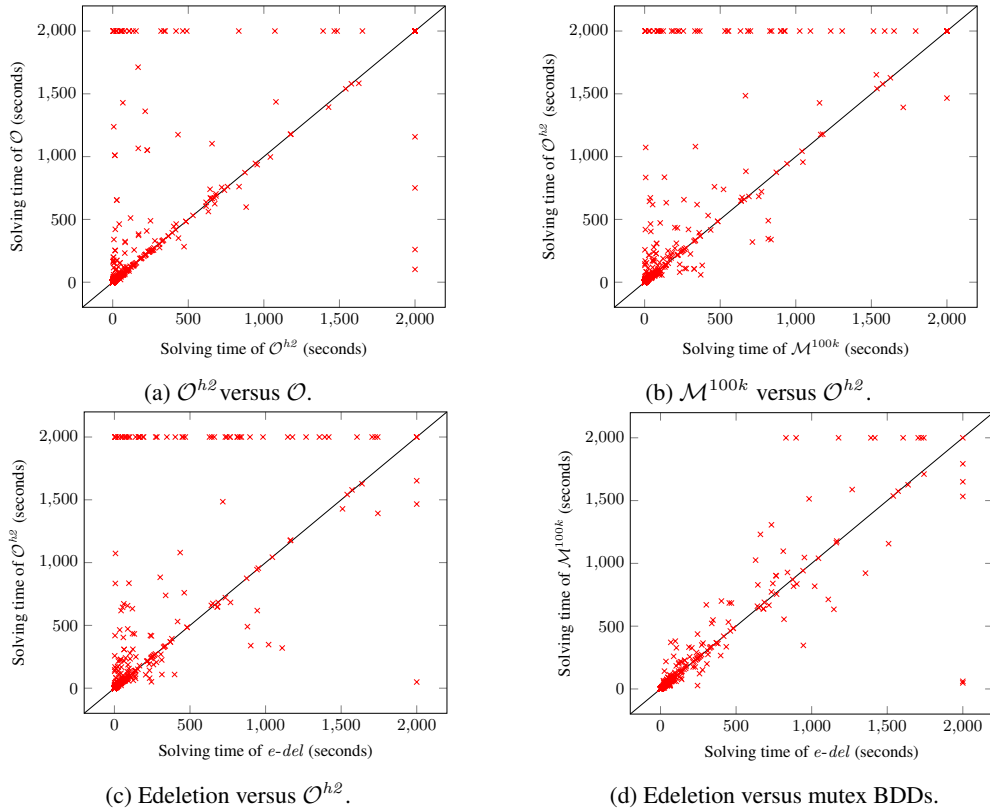 2,000
1,500
1,000
500
0
Solving time of 𝒪 (seconds)
0 500 1,000 1,500 2,000
Solving time of 𝒪^{h2} (seconds)
(a) 𝒪^{h2} versus 𝒪.
2,000
1,500
1,000
500
0
Solving time of 𝒪^{h2} (seconds)
0 500 1,000 1,500 2,000
Solving time of ℳ^{100k} (seconds)
(b) ℳ^{100k} versus 𝒪^{h2}.
2,000
1,500
1,000
500
0
Solving time of 𝒪^{h2} (seconds)
0 500 1,000 1,500 2,000
Solving time of e-del (seconds)
(c) Edeletion versus 𝒪^{h2}.
2,000
1,500
1,000
500
0
Solving time of ℳ^{100k} (seconds)
0 500 1,000 1,500 2,000
Solving time of e-del (seconds)
(d) Edeletion versus mutex BDDs.